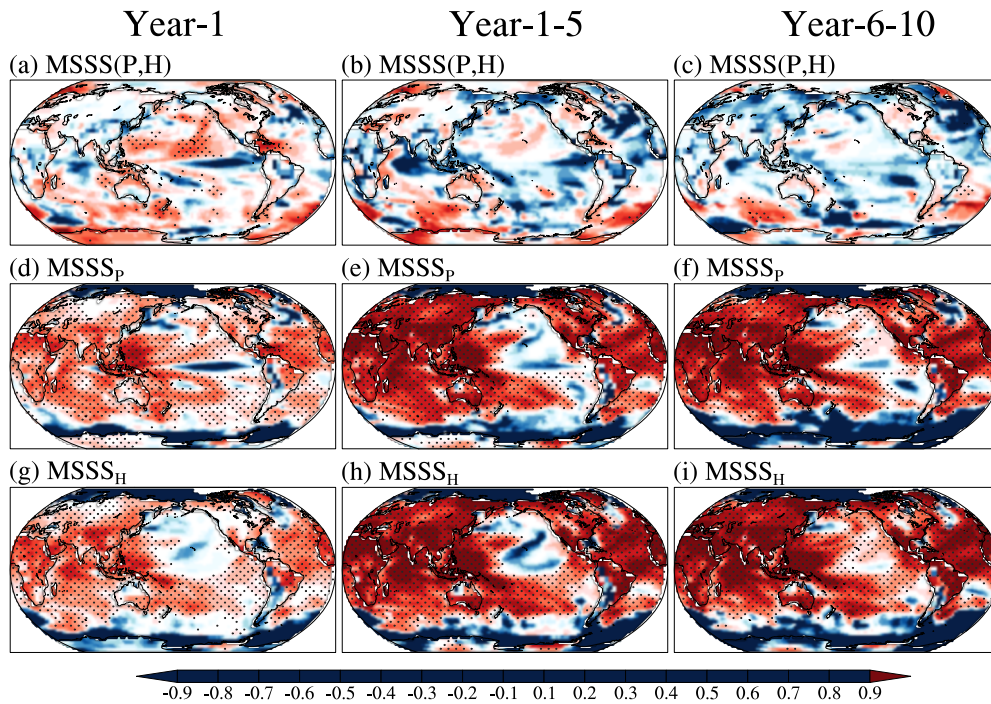 Year-1 Year-1-5 Year-6-10
(a) MSSS(P,H) (b) MSSS(P,H) (c) MSSS(P,H)
(d) MSSSP (e) MSSSP (f) MSSSP
(g) MSSSH (h) MSSSH (i) MSSSH
-0.9 -0.8 -0.7 -0.5 -0.4 -0.3 -0.2 -0.1 0.1 0.2 0.3 0.4 0.5 0.6 0.7 0.8 0.9